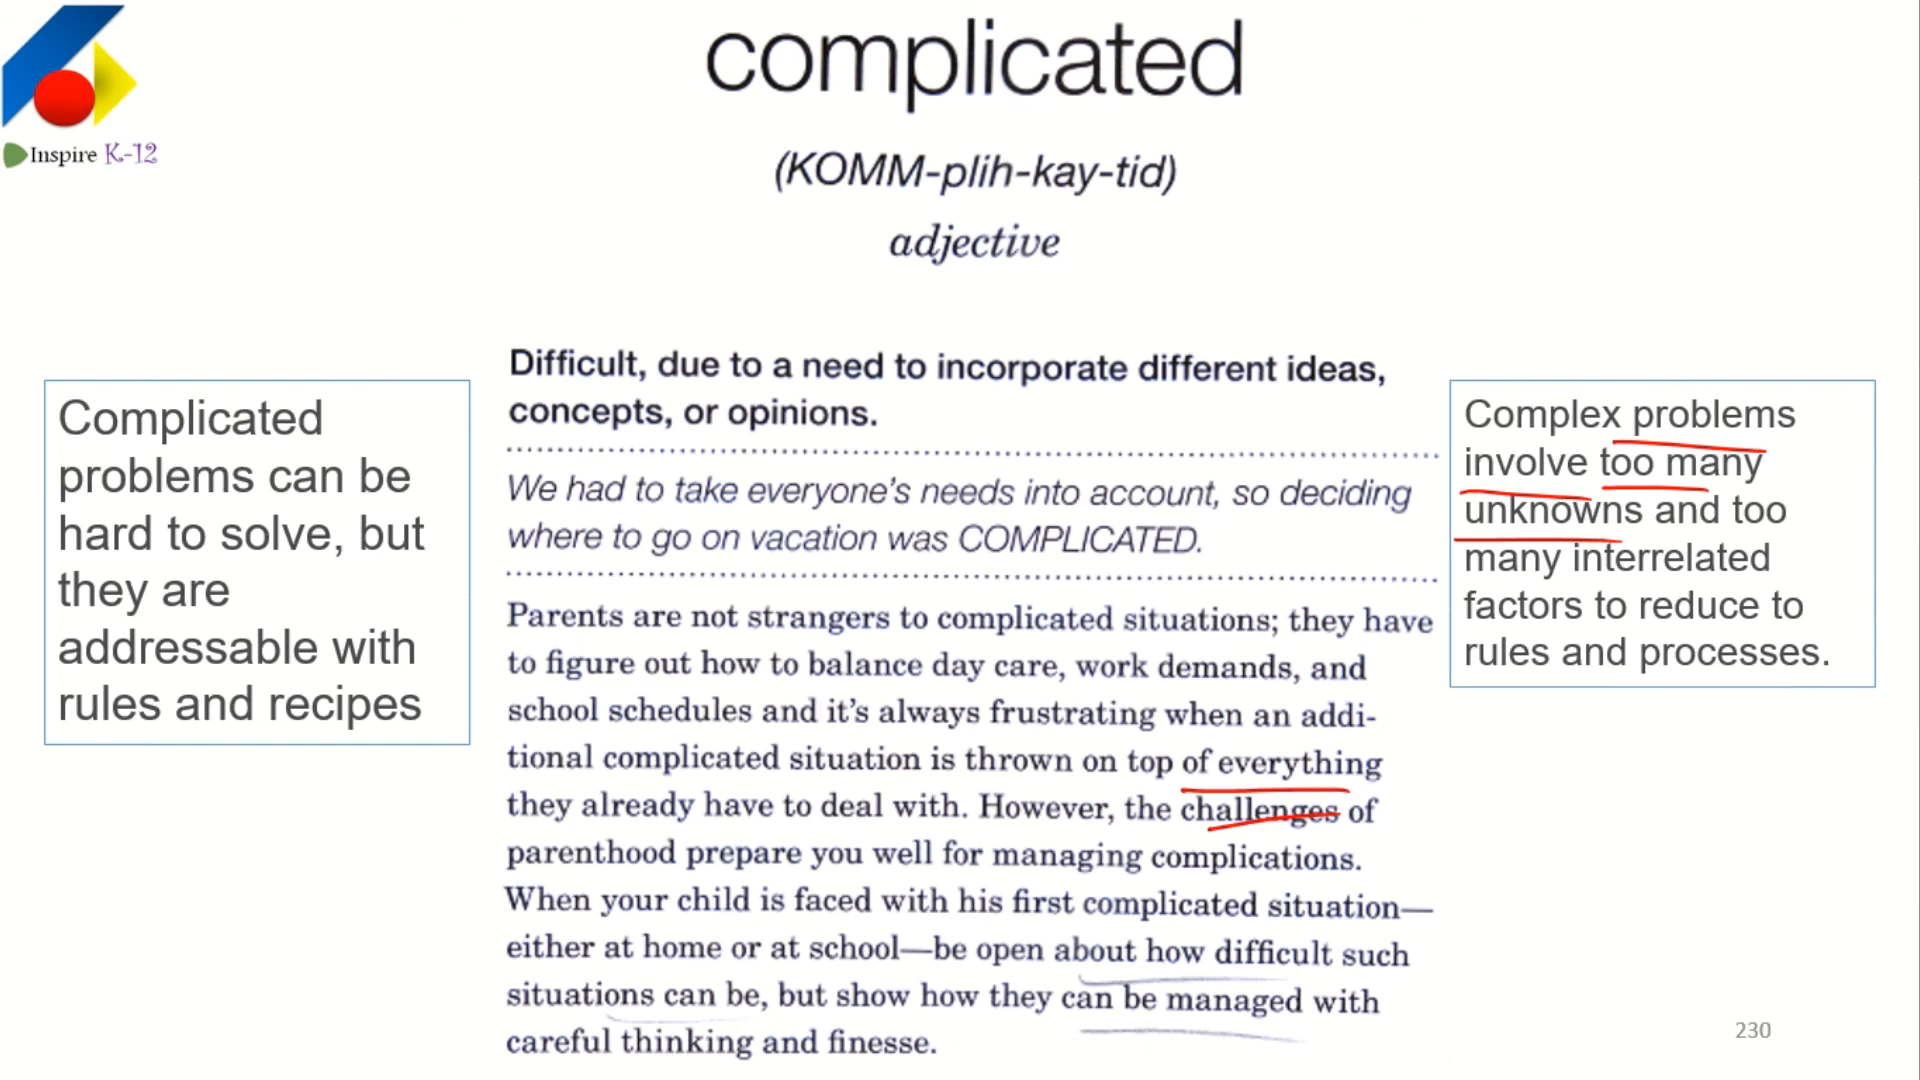 complicated
(KOMM-plih-kay-tid)
adjective
Inspire K-12
Complicated
problems can be
hard to solve, but
they are
addressable with
rules and recipes
Difficult, due to a need to incorporate different ideas,
concepts, or opinions.
We had to take everyone's needs into account, so deciding
where to go on vacation was COMPLICATED.
Parents are not strangers to complicated situations; they have
to figure out how to balance day care, work demands, and
school schedules and it's always frustrating when an addi-
tional complicated situation is thrown on top of everything
they already have to deal with. However, the challenges of
parenthood prepare you well for managing complications.
When your child is faced with his first complicated situation—
either at home or at school—be open about how difficult such
situations can be, but show how they can be managed with
careful thinking and finesse.
Complex problems
involve too many
unknowns and too
many interrelated
factors to reduce to
rules and processes.
230